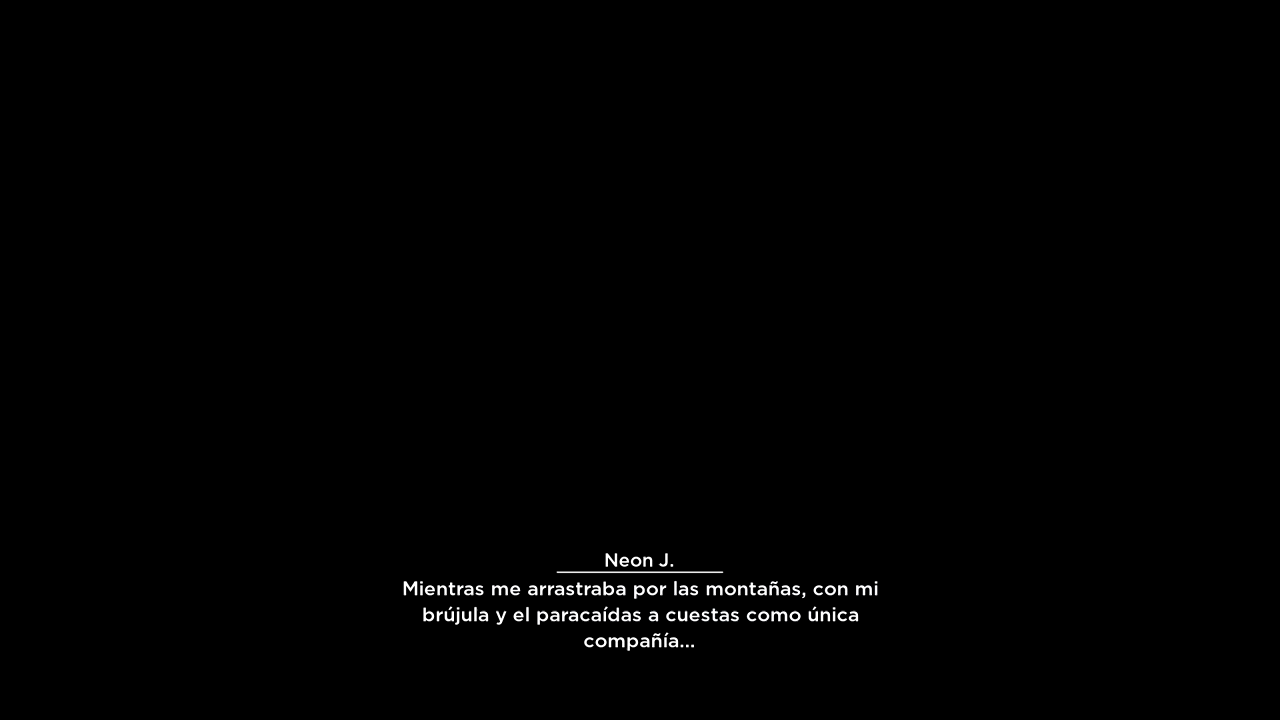 Neon J.
Mientras me arrastraba por las montañas, con mi
brújula y el paracaídas a cuestas como única
compañía...